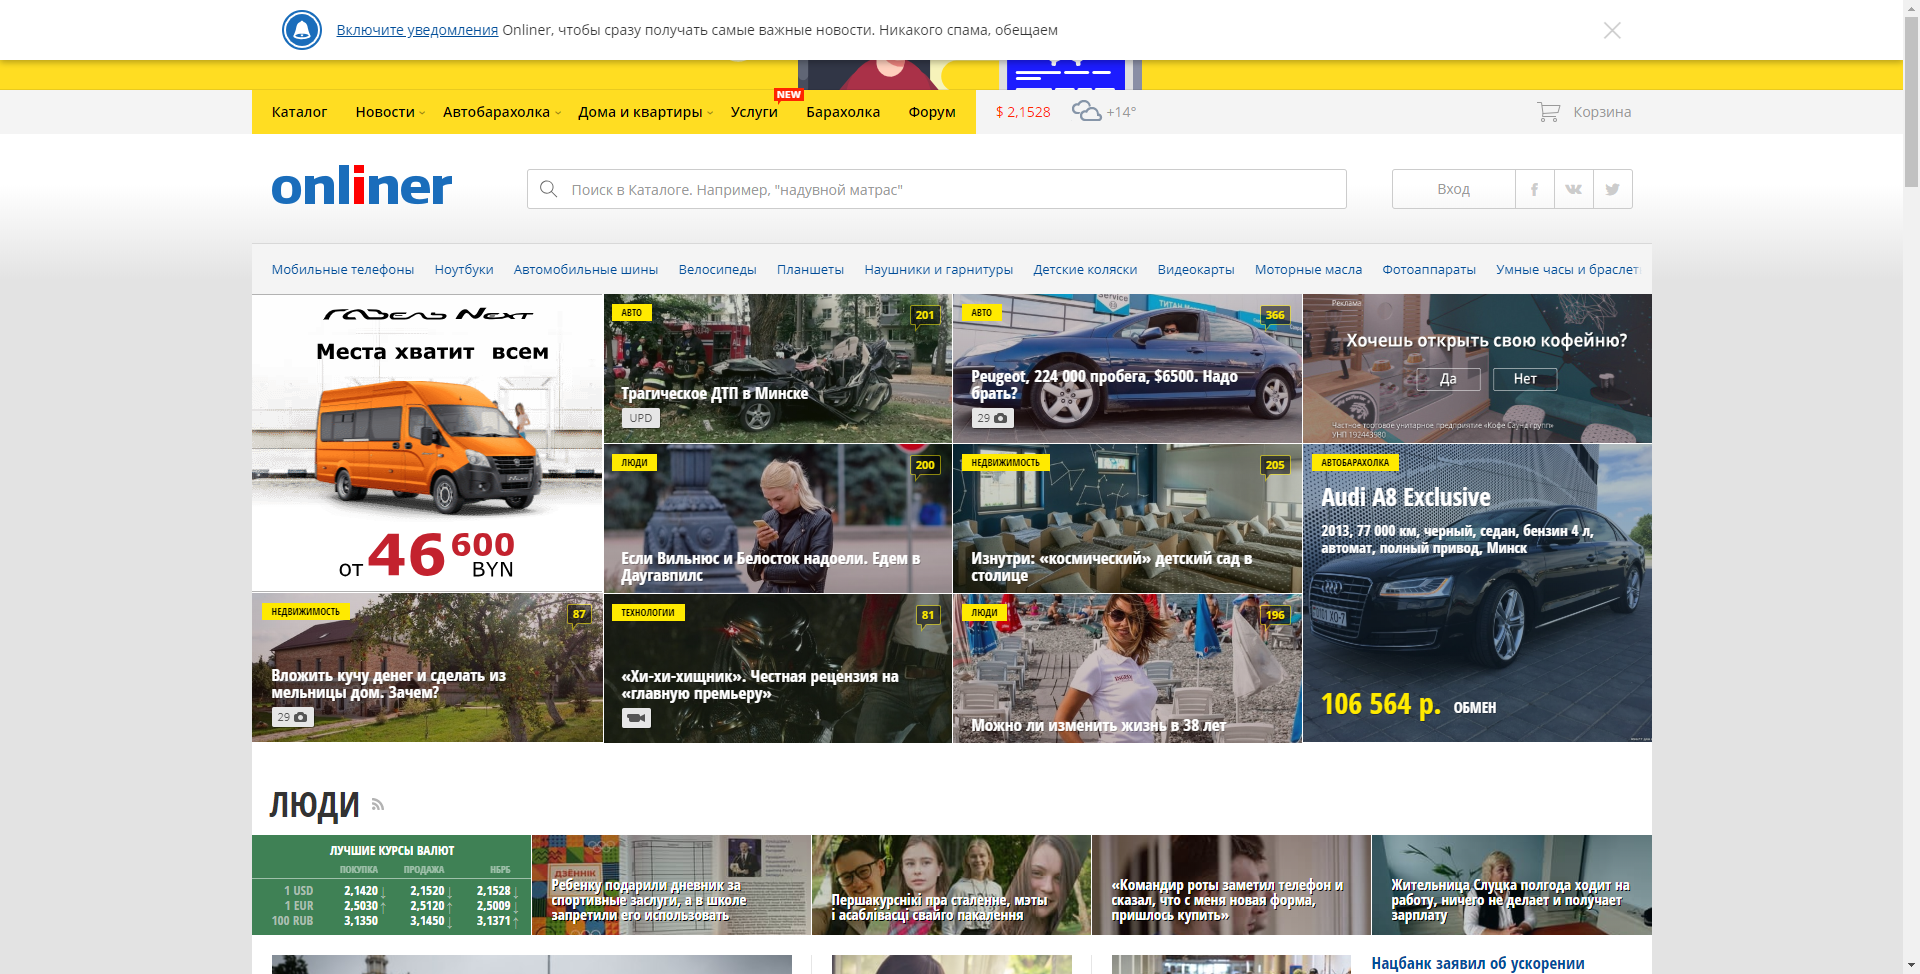 Включите уведомления Onliner, чтобы сразу получать самые важные новости. Никакого спама, обещаем
Каталог
Новости
Автобарахолка
Дома и квартиры
Услуги
NEW
Барахолка
Форум
$ 2,1528
+14°
Корзина
onliner
Поиск в Каталоге. Например, "надувной матрас"
Вход
Мобильные телефоны
Ноутбуки
Автомобильные шины
Велосипеды
Планшеты
Наушники и гарнитуры
Детские коляски
Видеокарты
Моторные масла
Фотоаппараты
Умные часы и браслет
ГАЗель Next
Места хватит всем
от 46 600
BYN
АВТО
201
Трагическое ДТП в Минске
UPD
Service
АВТО
366
Peugeot, 224 000 пробега, $6500. Надо
брать?
29
Реклама
Хочешь открыть свою кофейню?
Да
Нет
Частное торговое унитарное предприятие «Кофе Саунд групп»
УНП 192443980
ЛЮДИ
200
Если Вильнюс и Белосток надоели. Едем в
Даугавпилс
НЕДВИЖИМОСТЬ
205
Изнутри: «космический» детский сад в
столице
АВТОБАРАХОЛКА
Audi A8 Exclusive
2013, 77 000 км, черный, седан, бензин 4 л,
автомат, полный привод, Минск
106 564 р.
ОБМЕН
НЕДВИЖИМОСТЬ
87
Вложить кучу денег и сделать из
мельницы дом. Зачем?
29
ТЕХНОЛОГИИ
81
«Хи-хи-хищник». Честная рецензия на
«главную премьеру»
ЛЮДИ
196
Можно ли изменить жизнь в 38 лет
ЛЮДИ
ЛУЧШИЕ КУРСЫ ВАЛЮТ
ПОКУПКА ПРОДАЖА НБРБ
1 USD 2,1420↓ 2,1520↓ 2,1528↓
1 EUR 2,5030↑ 2,5120↑ 2,5009↓
100 RUB 3,1350 3,1450↓ 3,1371↑
ДЗЁННІК
Ребенку подарили дневник за
спортивные заслуги, а в школе
запретили его использовать
Першакурснікі пра сталенне, мэты
і асаблівасці свайго пакалення
«Командир роты заметил телефон и
сказал, что с меня новая форма,
пришлось купить»
Жительница Слуцка полгода ходит на
работу, ничего не делает и получает
зарплату
Нацбанк заявил об ускорении